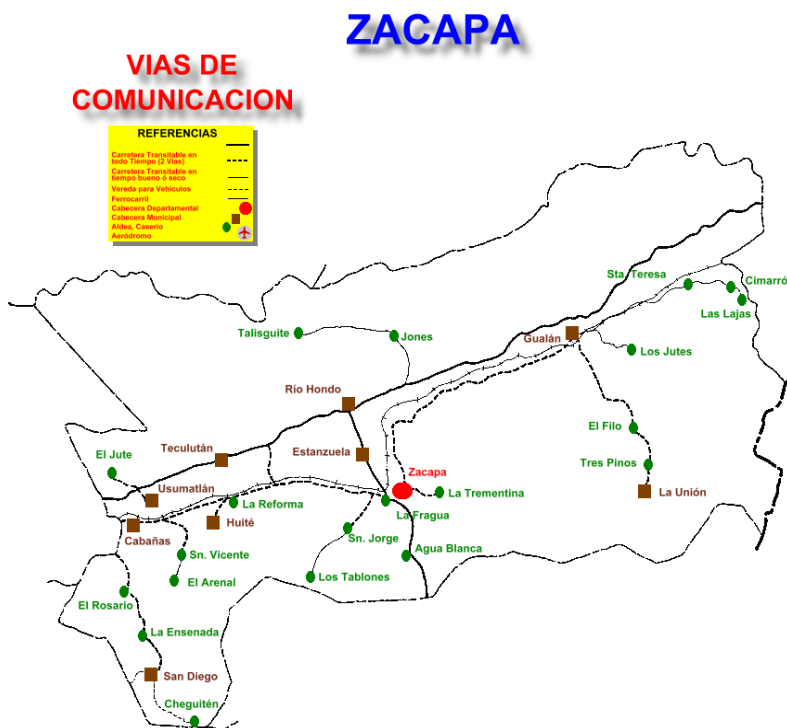 ZACAPA
VIAS DE
COMUNICACION
REFERENCIAS
Carretera Transitable en
todo Tiempo (2 Vias)
Carretera Transitable en
tiempo bueno ó seco
Vereda para Vehículos
Ferrocarril
Cabecera Departamental
Cabecera Municipal
Aldea, Caserio
Aeródromo
Sta. Teresa
Cimarró
Las Lajas
Talisguite
Jones
Gualán
Los Jutes
Río Hondo
El Filo
Teculután
Estanzuela
El Jute
Tres Pinos
Zacapa
Usumatlán
La Trementina
La Unión
La Reforma
La Fragua
Huité
Cabañas
Sn. Jorge
Sn. Vicente
Agua Blanca
El Arenal
Los Tablones
El Rosario
La Ensenada
San Diego
Cheguitén